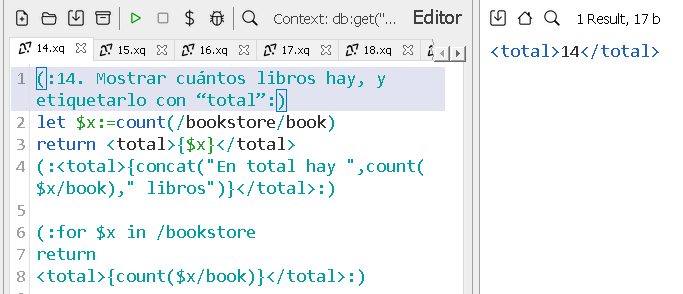 Context: db:get("...
Editor
1 Result, 17 b
14.xq
15.xq
16.xq
17.xq
18.xq
<total>14</total>
1 (:14. Mostrar cuántos libros hay, y
etiquetarlo con “total”:)
2 let $x:=count(/bookstore/book)
3 return <total>{$x}</total>
4 (:<total>{concat("En total hay ",count(
$x/book)," libros")}</total>:)
5
6 (:for $x in /bookstore
7 return
8 <total>{count($x/book)}</total>:)